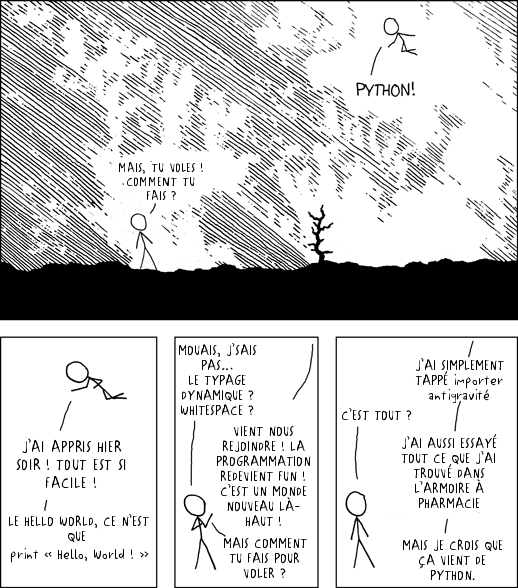 MAIS, TU VOLES !
COMMENT TU
FAIS ?
PYTHON!
J'AI APPRIS HIER
SOIR ! TOUT EST SI
FACILE !
LE HELLO WORLD, CE N'EST
QUE
print « Hello, World ! »
MOUAIS, J'SAIS
PAS...
LE TYPAGE
DYNAMIQUE ?
WHITESPACE ?
VIENT NOUS
REJOINDRE ! LA
PROGRAMMATION
REDEVIENT FUN !
C'EST UN MONDE
NOUVEAU LÀ-
HAUT !
MAIS COMMENT
TU FAIS POUR
VOLER ?
J'AI SIMPLEMENT
TAPPÉ importer
antigravité
C'EST TOUT ?
J'AI AUSSI ESSAYÉ
TOUT CE QUE J'AI
TROUVÉ DANS
L'ARMOIRE À
PHARMACIE
MAIS JE CROIS QUE
ÇA VIENT DE
PYTHON.